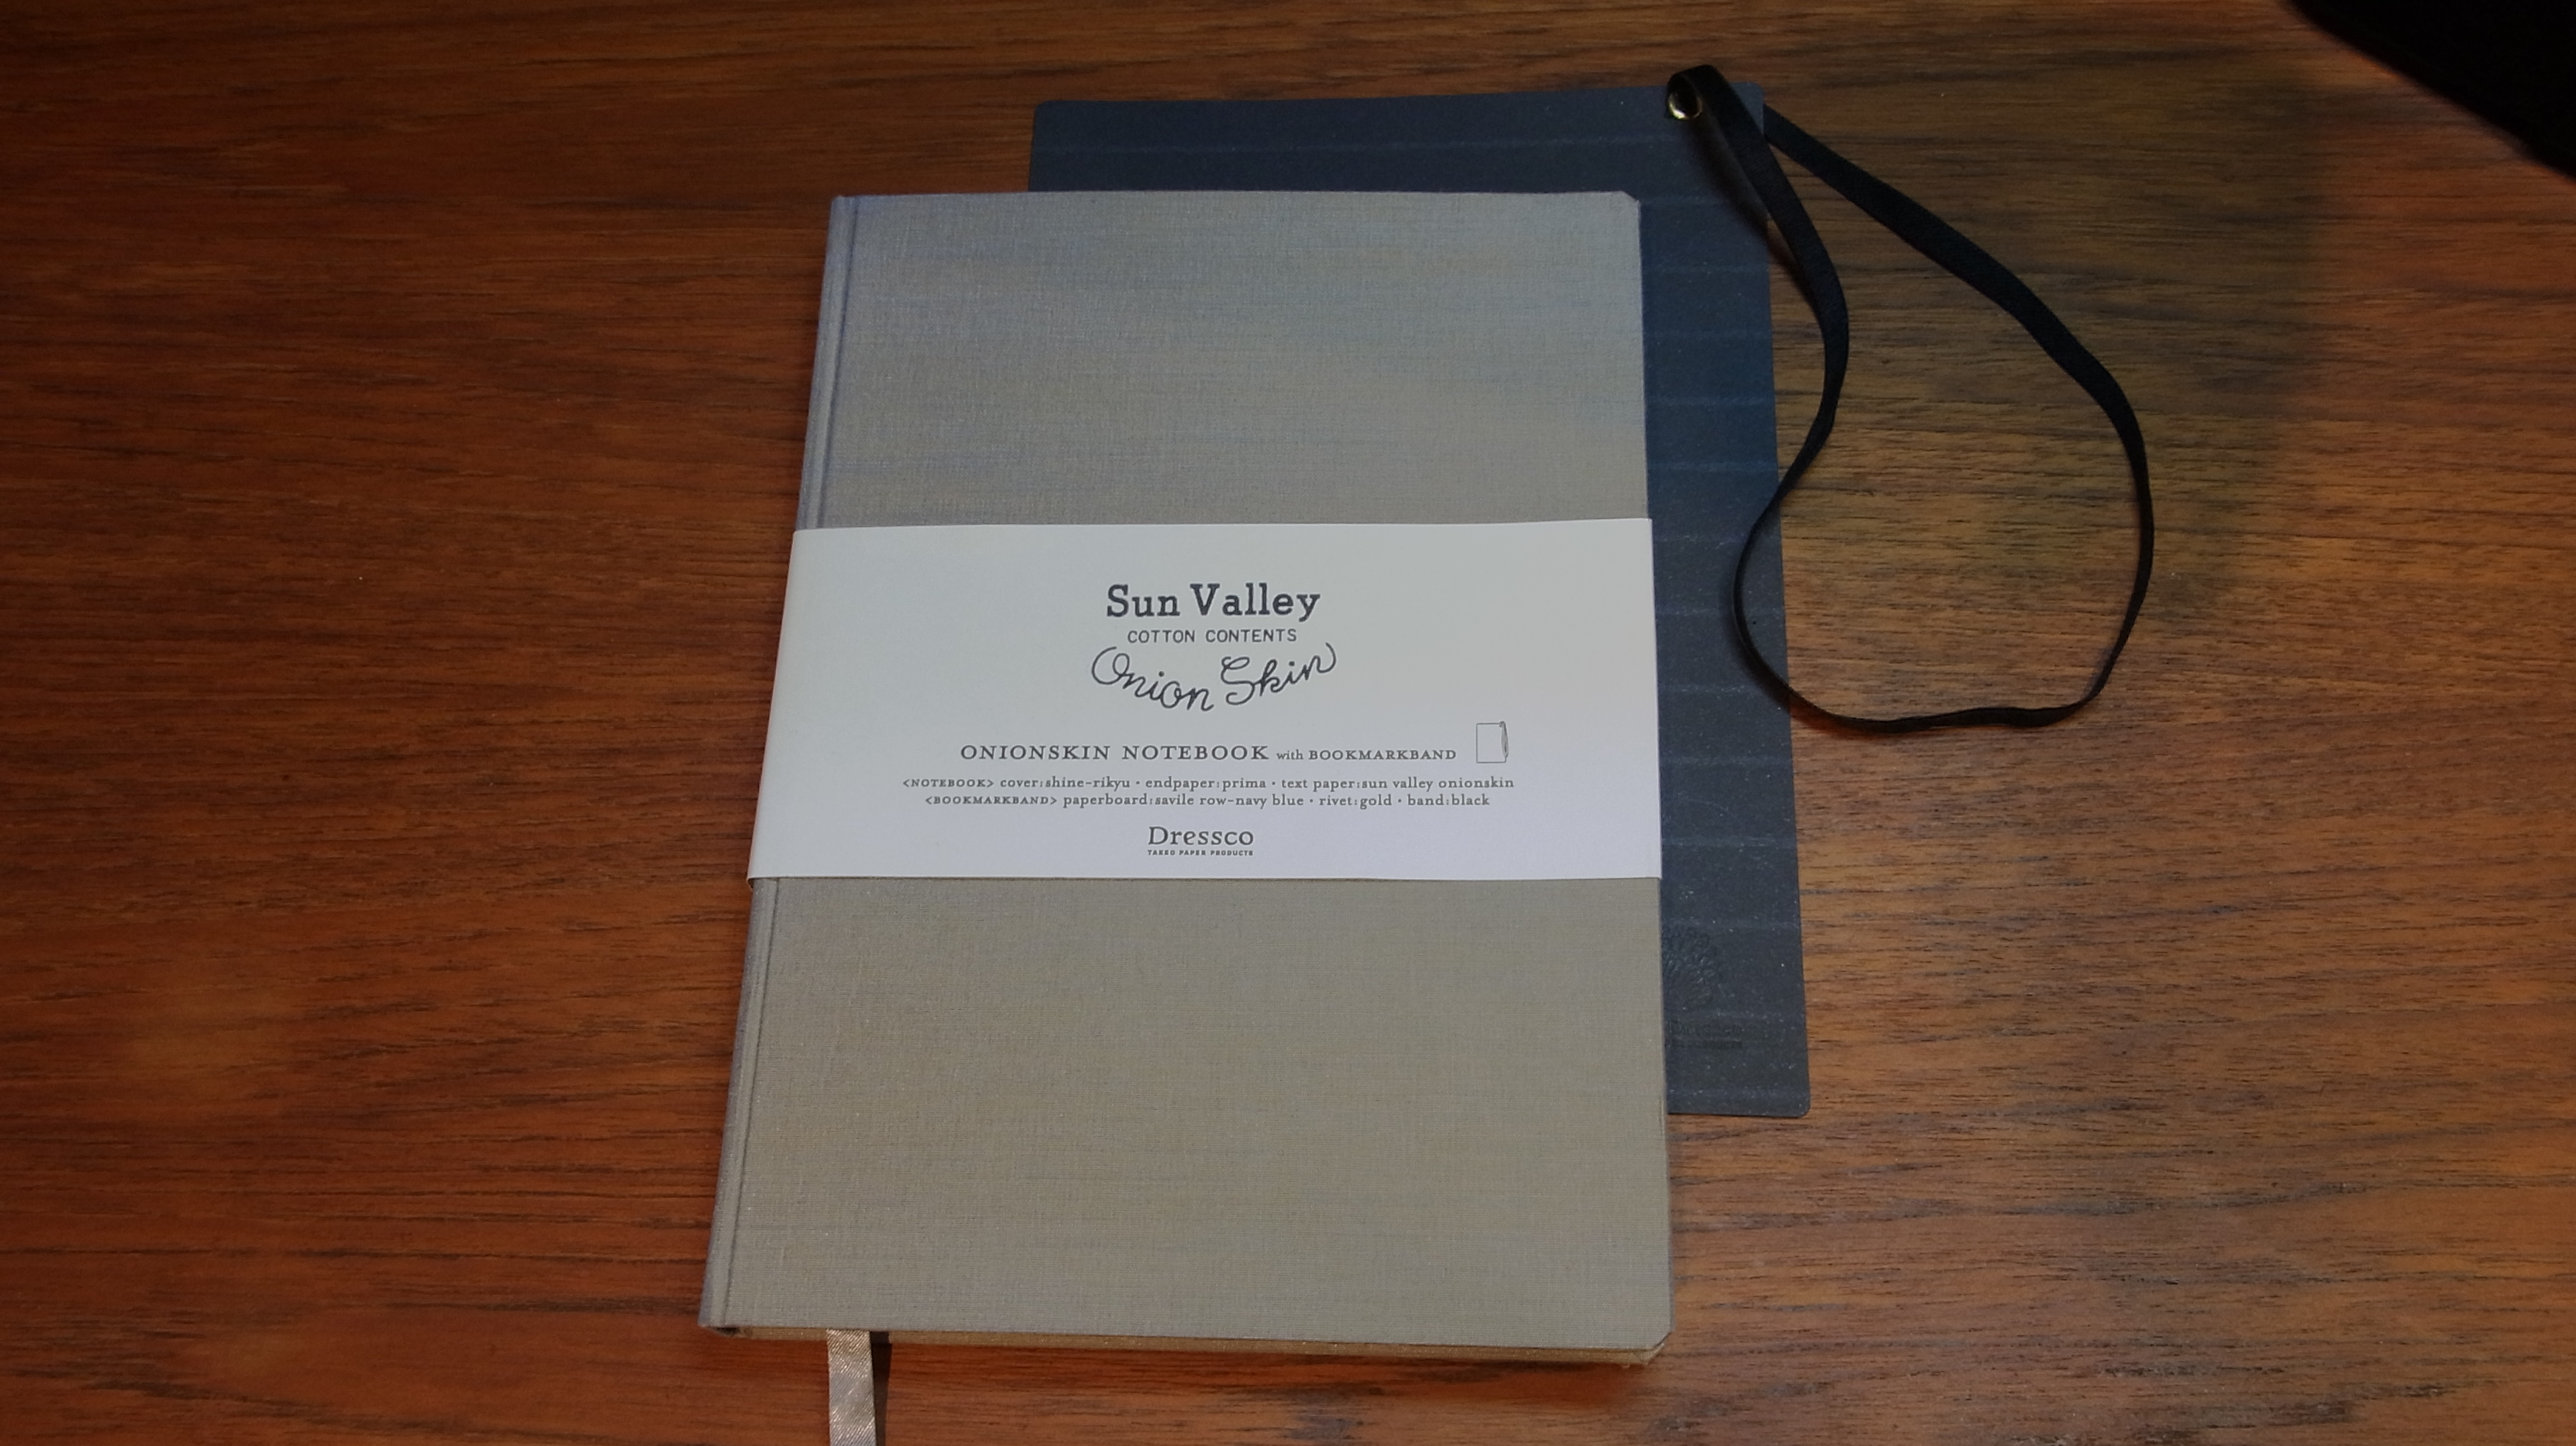 Sun Valley
COTTON CONTENTS
Onion Skin
ONIONSKIN NOTEBOOK with BOOKMARKBAND
<NOTEBOOK> cover:shine-rikyu • endpaper:prima • text paper:sun valley onionskin
<BOOKMARKBAND> paperboard:savile row-navy blue • rivet:gold • band:black
Dressco
TAKEO PAPER PRODUCTS